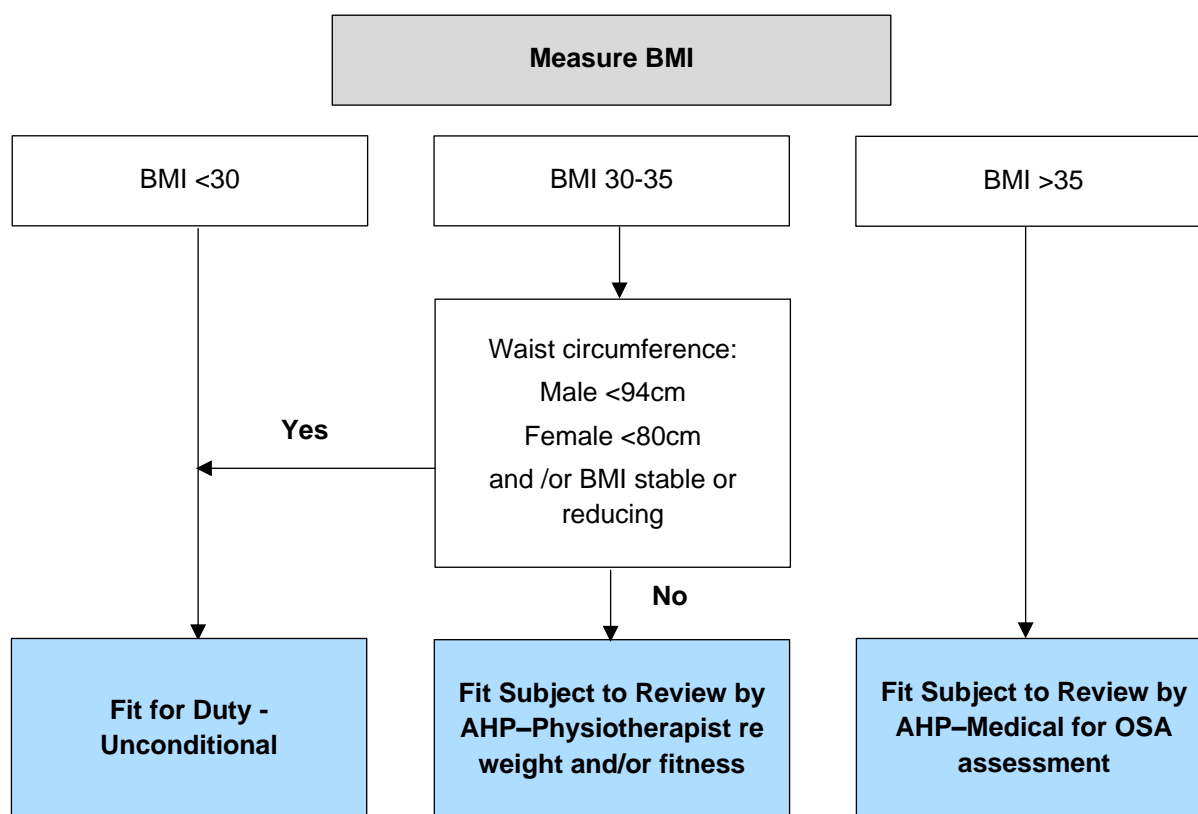 Measure BMI
BMI <30
BMI 30-35
BMI >35
Waist circumference:
Male <94cm
Female <80cm
and /or BMI stable or
reducing
Yes
No
Fit for Duty -
Unconditional
Fit Subject to Review by
AHP–Physiotherapist re
weight and/or fitness
Fit Subject to Review by
AHP–Medical for OSA
assessment